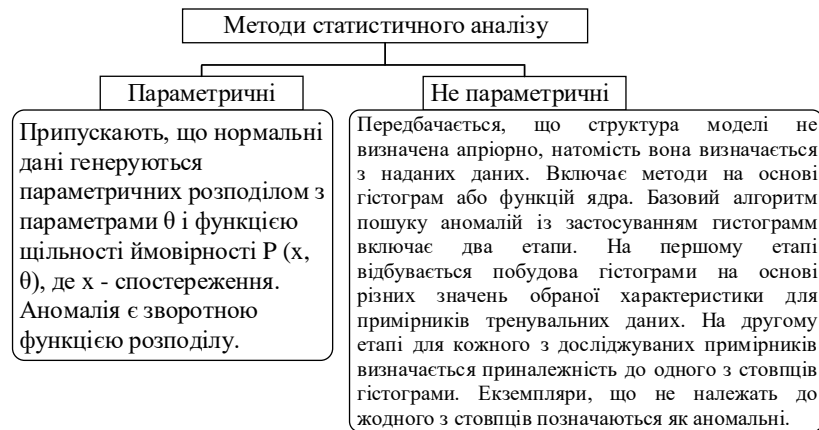 Методи статистичного аналізу
Параметричні
Припускають, що нормальні
дані генеруються
параметричних розподілом з
параметрами θ і функцією
щільності ймовірності P (x,
θ), де x - спостереження.
Аномалія є зворотною
функцією розподілу.
Не параметричні
Передбачається, що структура моделі не
визначена апріорно, натомість вона визначається
з наданих даних. Включає методи на основі
гістограм або функцій ядра. Базовий алгоритм
пошуку аномалій із застосуванням гистограмм
включає два етапи. На першому етапі
відбувається побудова гістограми на основі
різних значень обраної характеристики для
примірників тренувальних даних. На другому
етапі для кожного з досліджуваних примірників
визначається приналежність до одного з стовпців
гістограми. Екземпляри, що не належать до
жодного з стовпців позначаються як аномальні.